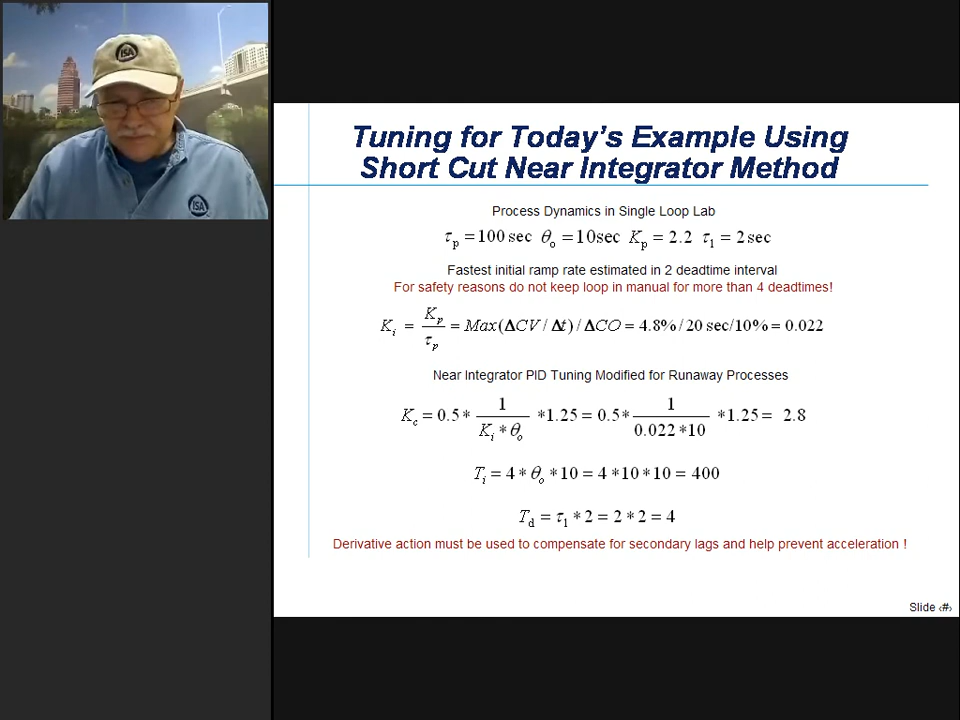 ISA
ISA
Tuning for Today's Example Using
Short Cut Near Integrator Method
Process Dynamics in Single Loop Lab
τp = 100 sec θo = 10sec Kp = 2.2 τ1 = 2 sec
Fastest initial ramp rate estimated in 2 deadtime interval
For safety reasons do not keep loop in manual for more than 4 deadtimes!
Ki = Kp / τp = Max(ΔCV / Δt) / ΔCO = 4.8% / 20 sec/10% = 0.022
Near Integrator PID Tuning Modified for Runaway Processes
Kc = 0.5 * 1 / (Ki * θo) * 1.25 = 0.5 * 1 / (0.022 * 10) * 1.25 = 2.8
Ti = 4 * θo * 10 = 4 * 10 * 10 = 400
Td = τ1 * 2 = 2 * 2 = 4
Derivative action must be used to compensate for secondary lags and help prevent acceleration !
Slide ‹#›